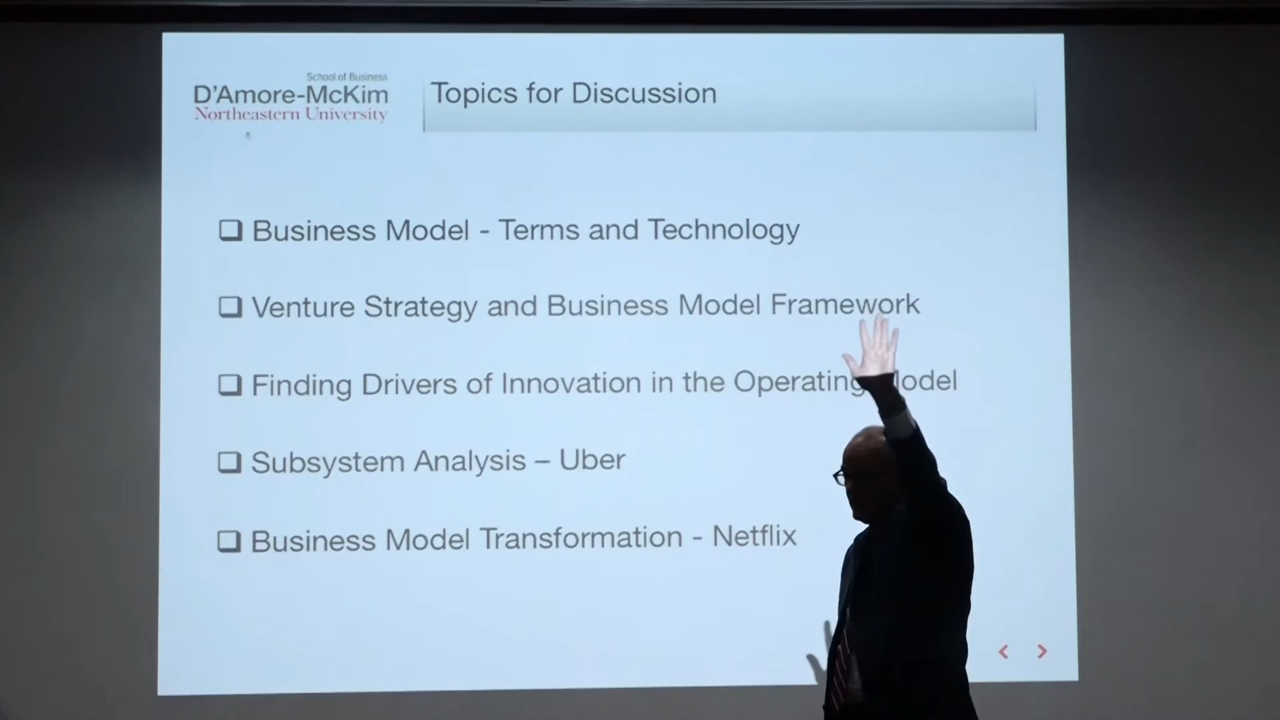 School of Business
D'Amore-McKim
Northeastern University
Topics for Discussion
❑ Business Model - Terms and Technology
❑ Venture Strategy and Business Model Framework
❑ Finding Drivers of Innovation in the Operating Model
❑ Subsystem Analysis – Uber
❑ Business Model Transformation - Netflix